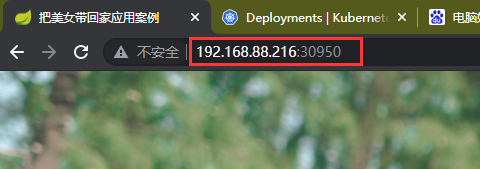 把美女带回家应用案例 Deployments | Kubernete 电脑
不安全 192.168.88.216:30950